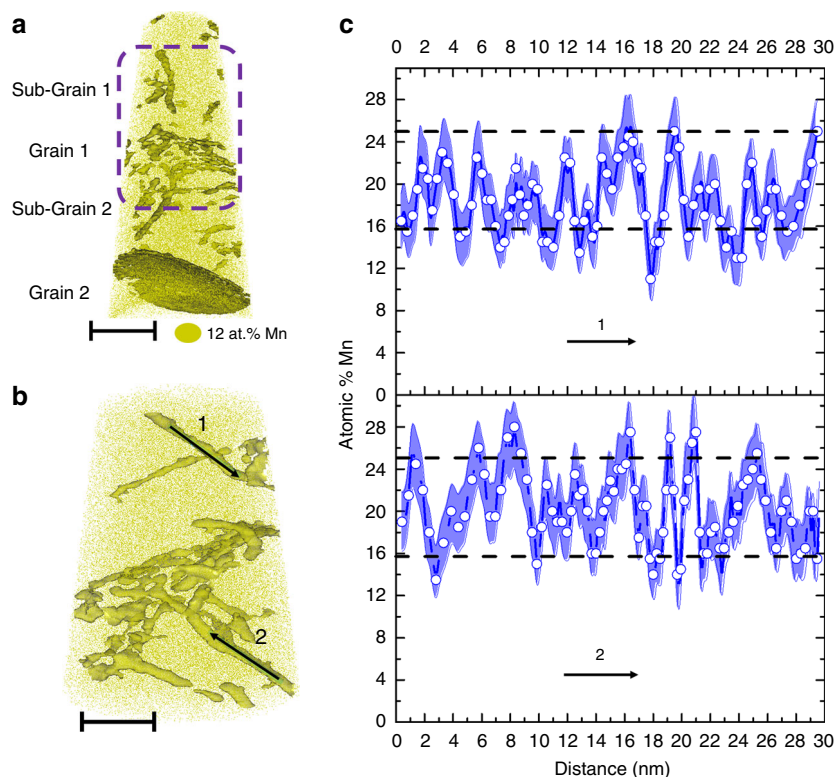 a
Sub-Grain 1
Grain 1
Sub-Grain 2
Grain 2
12 at.% Mn
b
1
2
c
0 2 4 6 8 10 12 14 16 18 20 22 24 26 28 30
28
24
20
16
12
8
4
0
1
Atomic % Mn
28
24
20
16
12
8
4
0
2
0 2 4 6 8 10 12 14 16 18 20 22 24 26 28 30
Distance (nm)